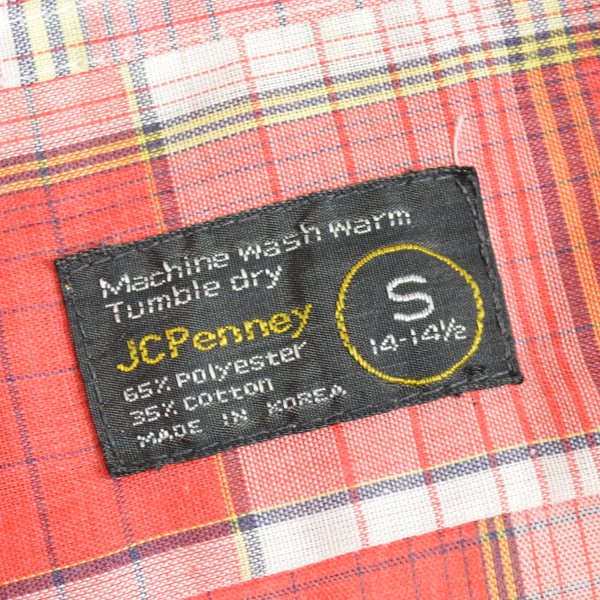 Machine wash warm
Tumble dry
JCPenney
65% Polyester
35% Cotton
MADE IN KOREA
S
14-14½